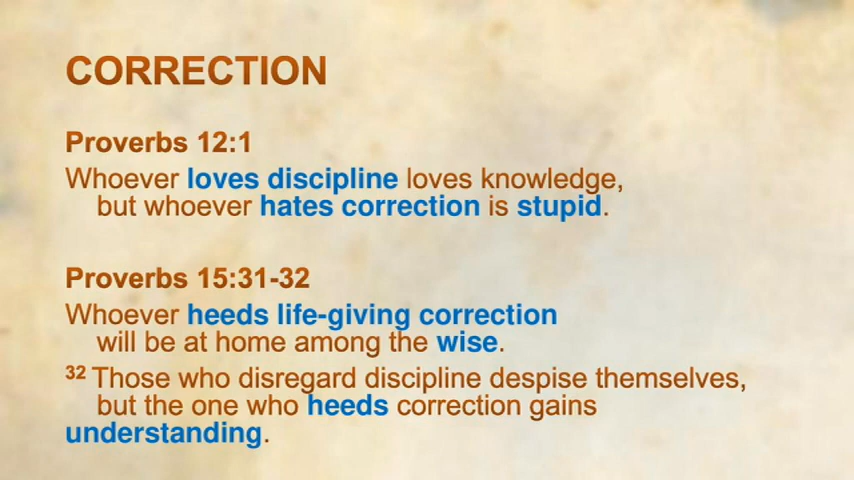 CORRECTION
Proverbs 12:1
Whoever loves discipline loves knowledge,
but whoever hates correction is stupid.
Proverbs 15:31-32
Whoever heeds life-giving correction
will be at home among the wise.
32 Those who disregard discipline despise themselves,
but the one who heeds correction gains
understanding.